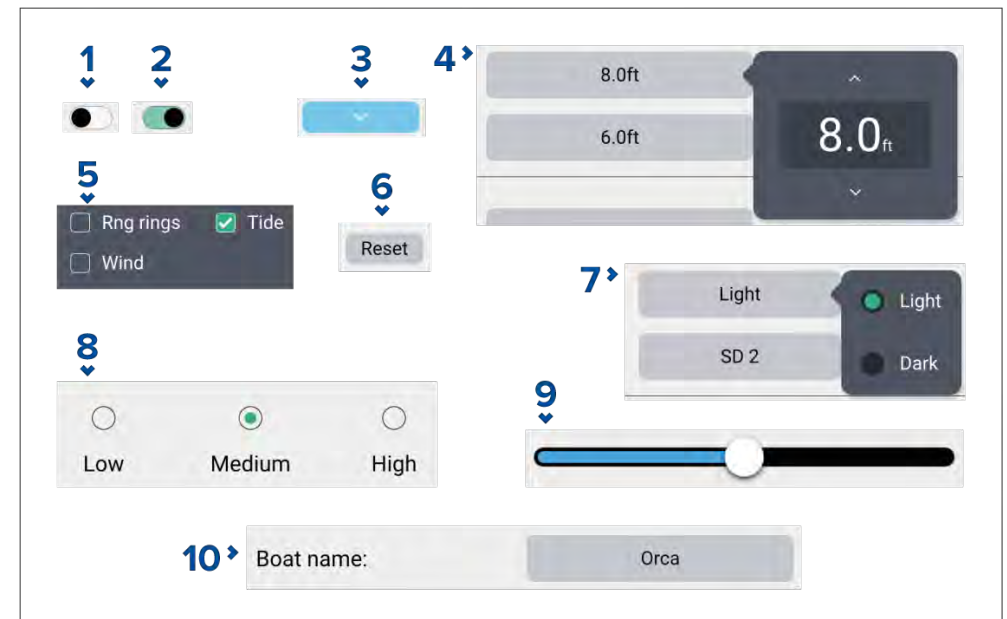 1
2
3
4
8.0ft
6.0ft
8.0ft
5
Rng rings
Tide
Wind
6
Reset
7
Light
SD 2
Light
Dark
8
Low
Medium
High
9
10
Boat name:
Orca